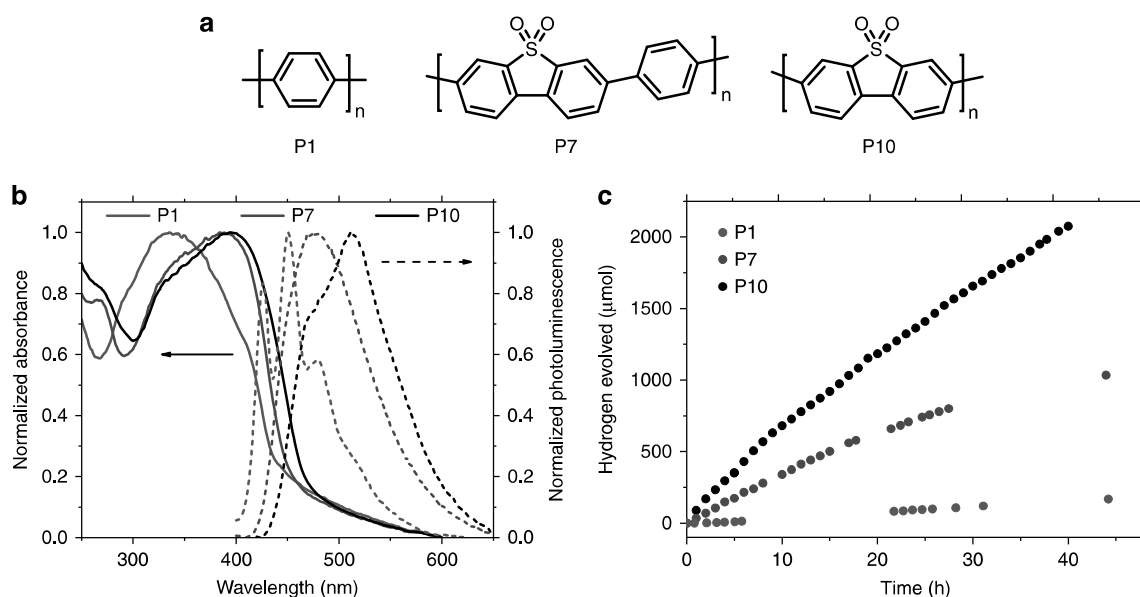 a
O O
S
n
P1
O O
S
n
P7
O O
S
n
P10
b
P1 P7 P10
1.0
0.8
0.6
0.4
0.2
0.0
Normalized absorbance
300 400 500 600
Wavelength (nm)
1.0
0.8
0.6
0.4
0.2
0.0
Normalized photoluminescence
c
P1
P7
P10
2000
1500
1000
500
0
Hydrogen evolved (μmol)
0 10 20 30 40
Time (h)